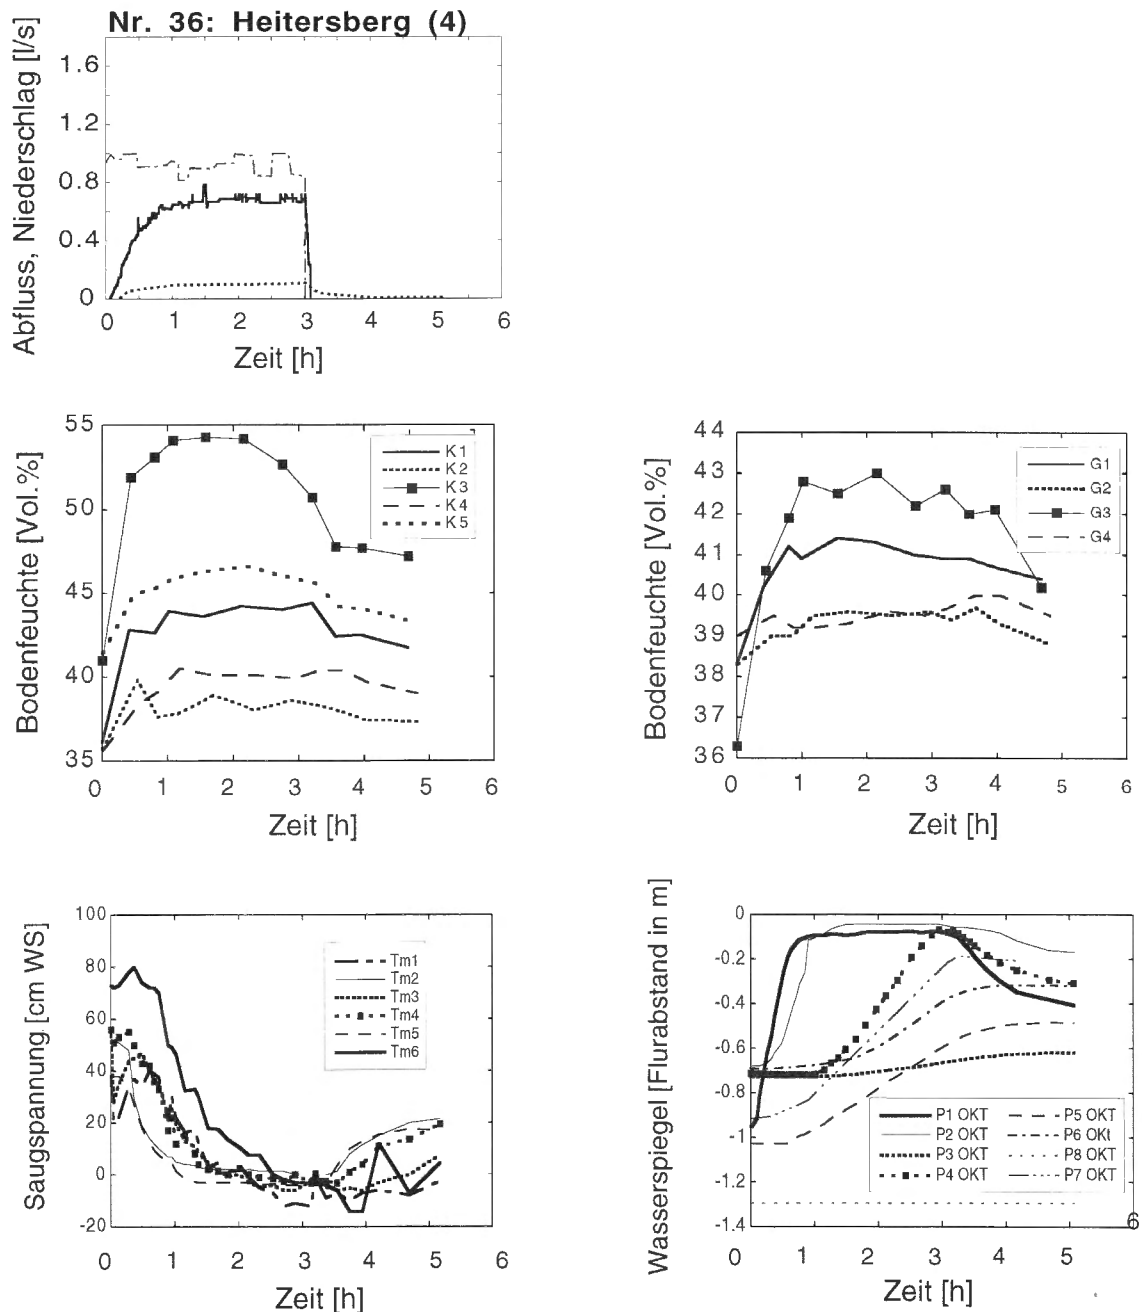 Nr. 36: Heitersberg (4)
Abfluss, Niederschlag [l/s]
1.6
1.2
0.8
0.4
0
0 1 2 3 4 5 6
Zeit [h]
Bodenfeuchte [Vol.%]
55
50
45
40
35
K1
K2
K3
K4
K5
0 1 2 3 4 5 6
Zeit [h]
Bodenfeuchte [Vol.%]
44
43
42
41
40
39
38
37
36
G1
G2
G3
G4
0 1 2 3 4 5 6
Zeit [h]
Saugspannung [cm WS]
100
80
60
40
20
0
-20
Tm1
Tm2
Tm3
Tm4
Tm5
Tm6
0 1 2 3 4 5 6
Zeit [h]
Wasserspiegel [Flurabstand in m]
0
-0.2
-0.4
-0.6
-0.8
-1
-1.2
-1.4
P1 OKT
P2 OKT
P3 OKT
P4 OKT
P5 OKT
P6 OKt
P8 OKT
P7 OKT
0 1 2 3 4 5 6
Zeit [h]